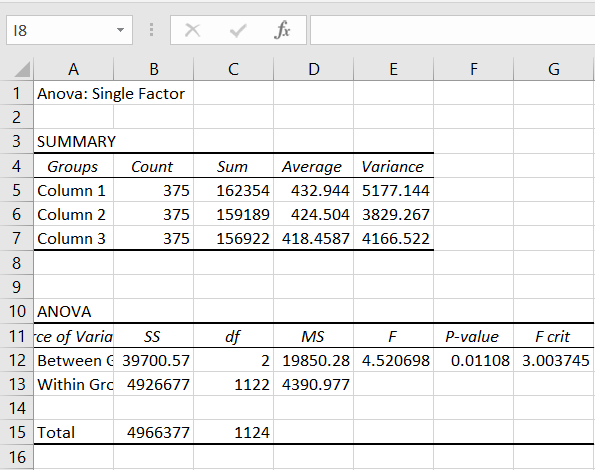 I8 fx
A B C D E F G
1 Anova: Single Factor
2
3 SUMMARY
4 Groups Count Sum Average Variance
5 Column 1 375 162354 432.944 5177.144
6 Column 2 375 159189 424.504 3829.267
7 Column 3 375 156922 418.4587 4166.522
8
9
10 ANOVA
11 rce of Varia SS df MS F P-value F crit
12 Between G 39700.57 2 19850.28 4.520698 0.01108 3.003745
13 Within Gro 4926677 1122 4390.977
14
15 Total 4966377 1124
16